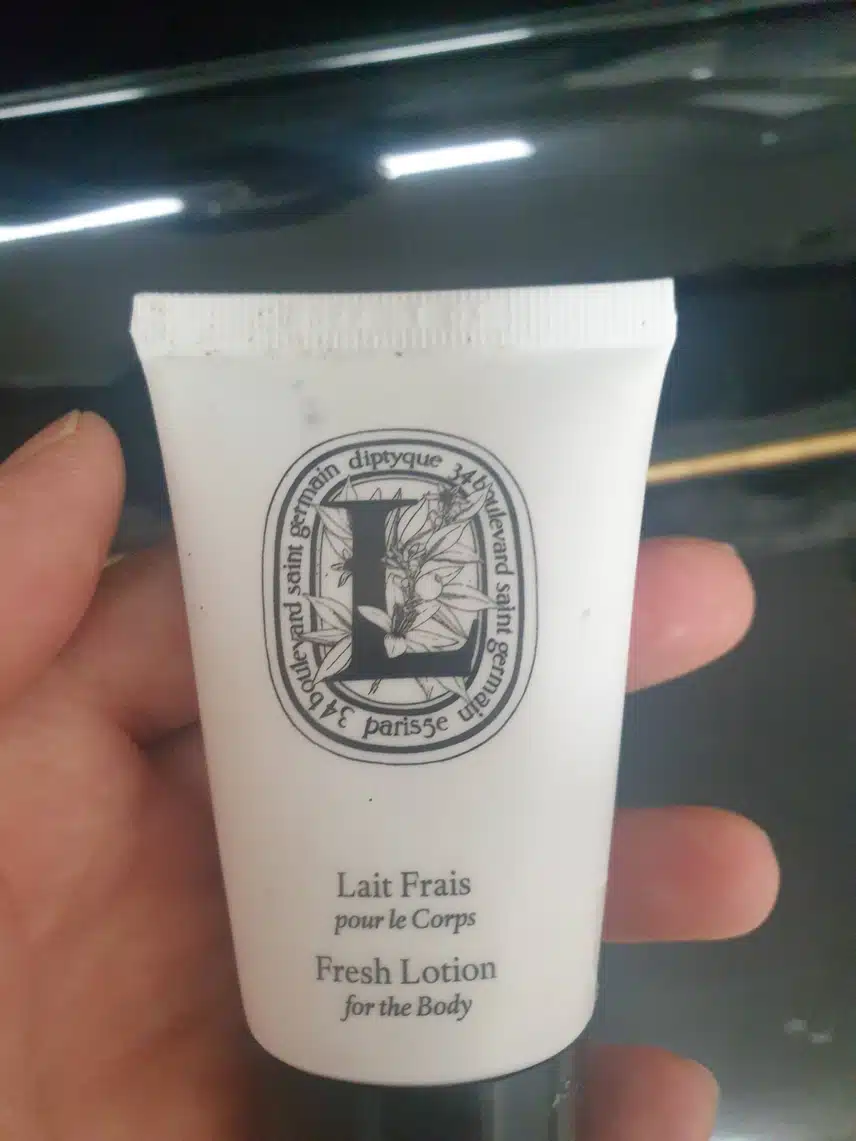 diptyque 34 boulevard saint germain paris5e 34 boulevard saint germain
L
Lait Frais
pour le Corps
Fresh Lotion
for the Body